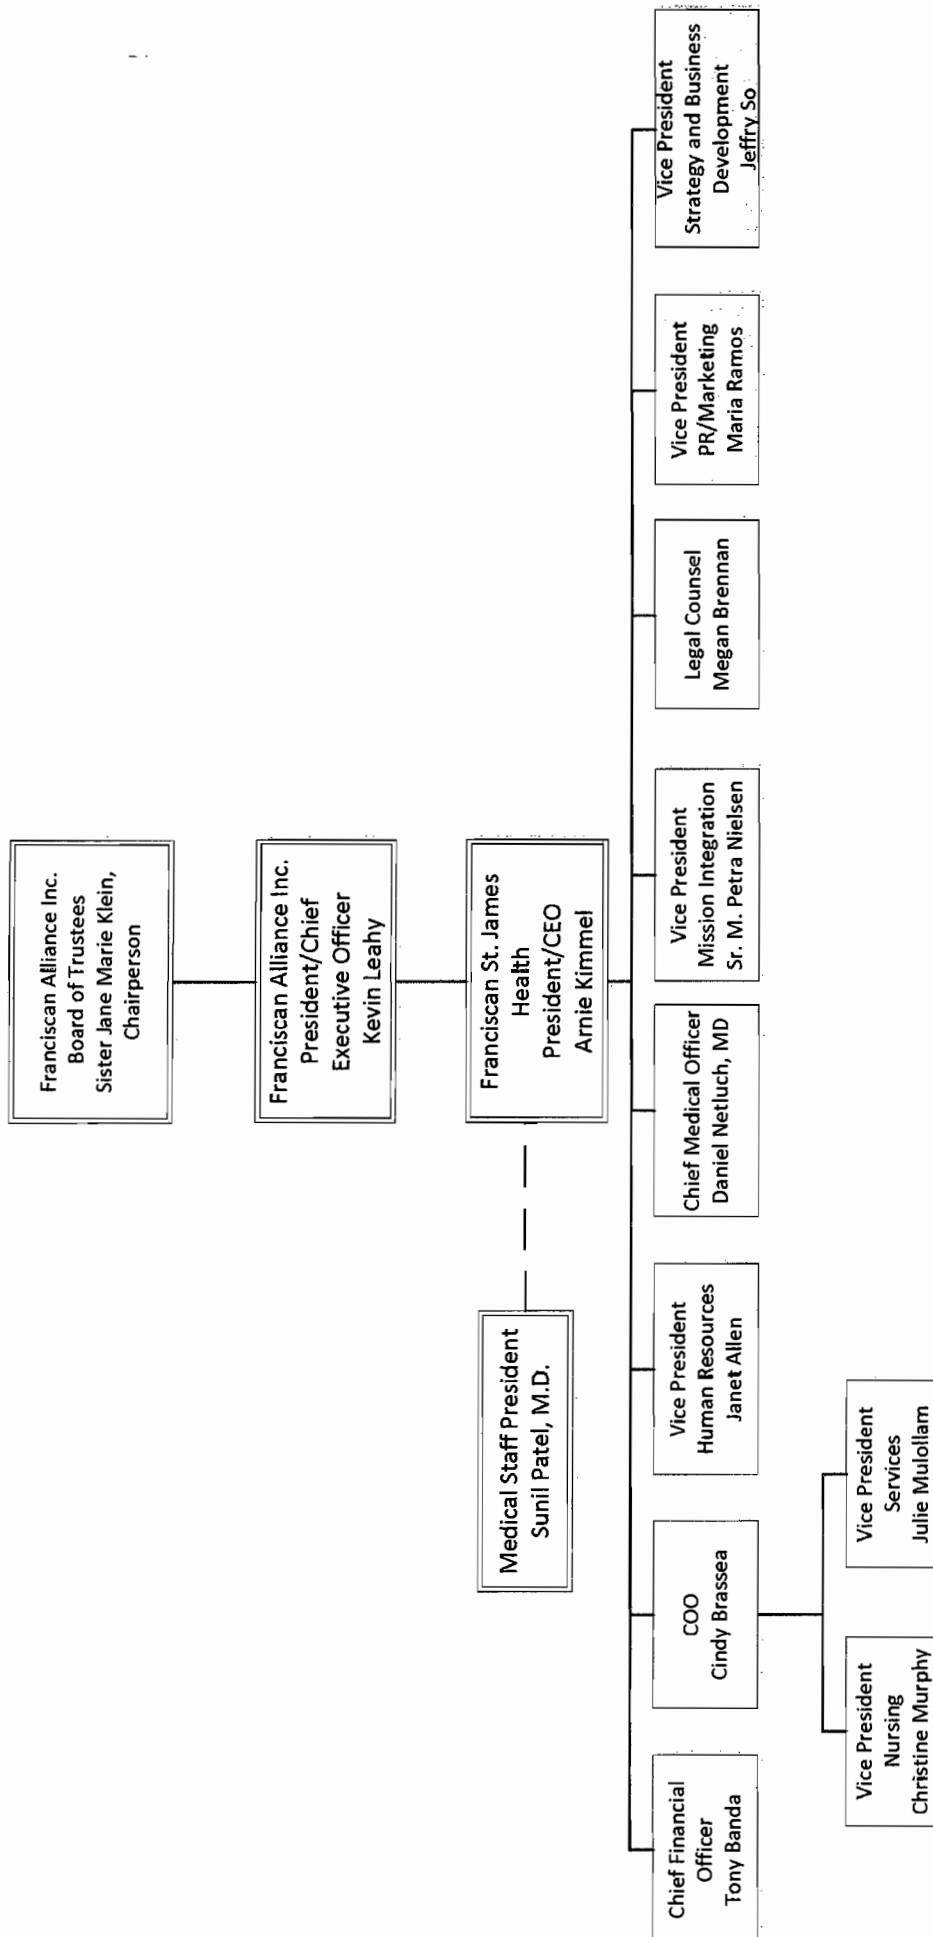 Franciscan Alliance Inc.
Board of Trustees
Sister Jane Marie Klein,
Chairperson
Franciscan Alliance Inc.
President/Chief
Executive Officer
Kevin Leahy
Franciscan St. James
Health
President/CEO
Arnie Kimmel
Medical Staff President
Sunil Patel, M.D.
Chief Financial
Officer
Tony Banda
COO
Cindy Brassea
Vice President
Human Resources
Janet Allen
Chief Medical Officer
Daniel Netluch, MD
Vice President
Mission Integration
Sr. M. Petra Nielsen
Legal Counsel
Megan Brennan
Vice President
PR/Marketing
Maria Ramos
Vice President
Strategy and Business
Development
Jeffry So
Vice President
Nursing
Christine Murphy
Vice President
Services
Julie Mulollam